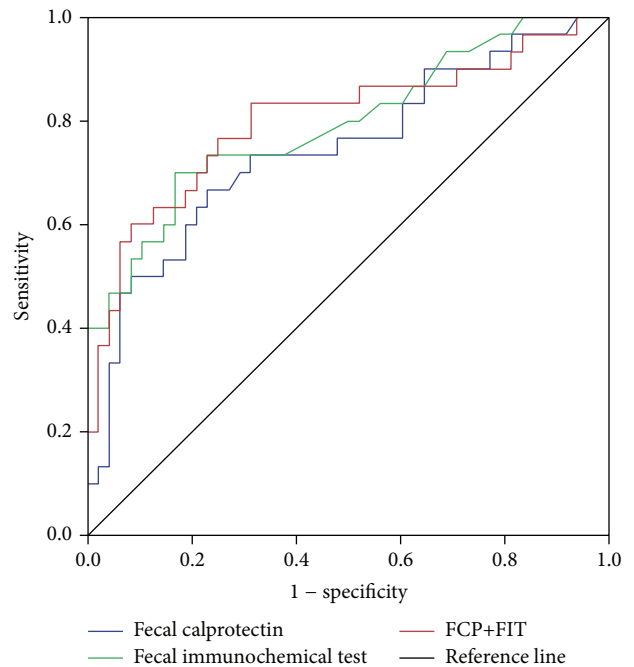 1.0
0.8
0.6
0.4
0.2
0.0
Sensitivity
0.0 0.2 0.4 0.6 0.8 1.0
1 − specificity
Fecal calprotectin
Fecal immunochemical test
FCP+FIT
Reference line